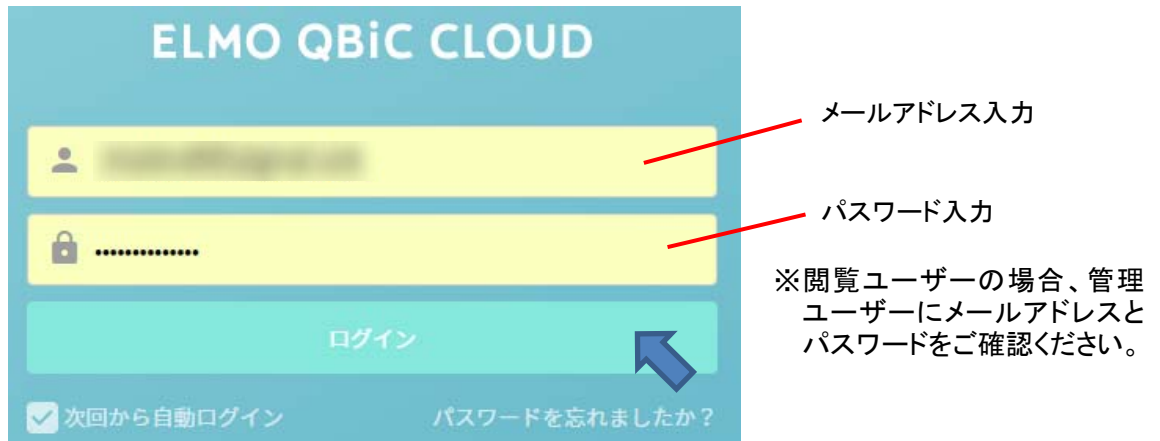 ELMO QBiC CLOUD
メールアドレス入力
パスワード入力
※閲覧ユーザーの場合、管理
ユーザーにメールアドレスと
パスワードをご確認ください。
ログイン
次回から自動ログイン
パスワードを忘れましたか？